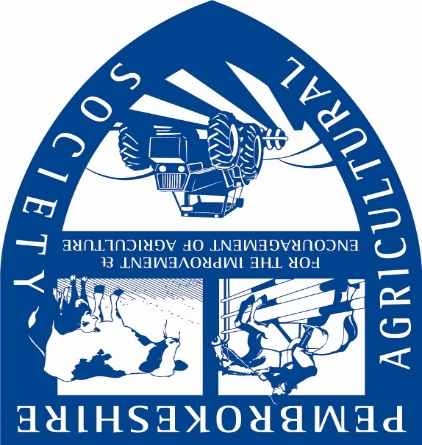 PEMBROKESHIRE
AGRICULTURAL
SOCIETY
FOR THE IMPROVEMENT &
ENCOURAGEMENT OF AGRICULTURE